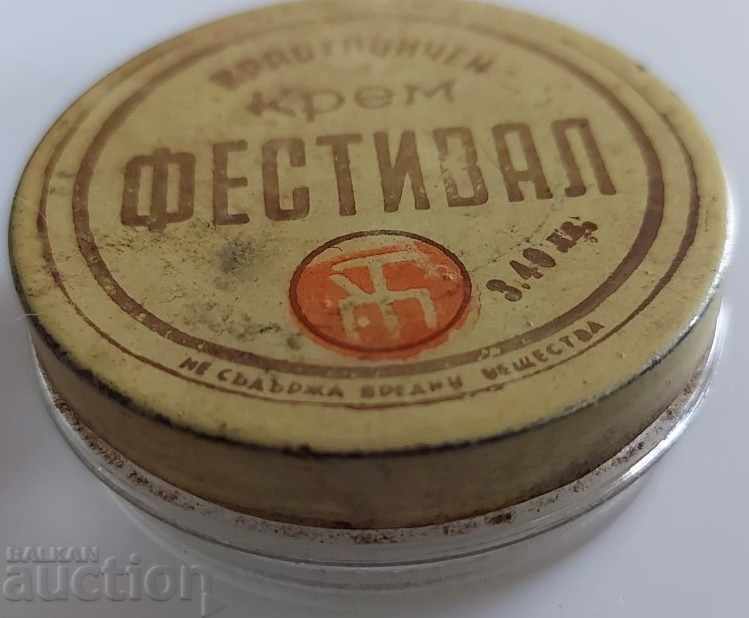 крем
ФЕСТИВАЛ
3.40 лв.
НЕ СЪДЪРЖА ВРЕДНИ ВЕЩЕСТВА
BALKAN
auction